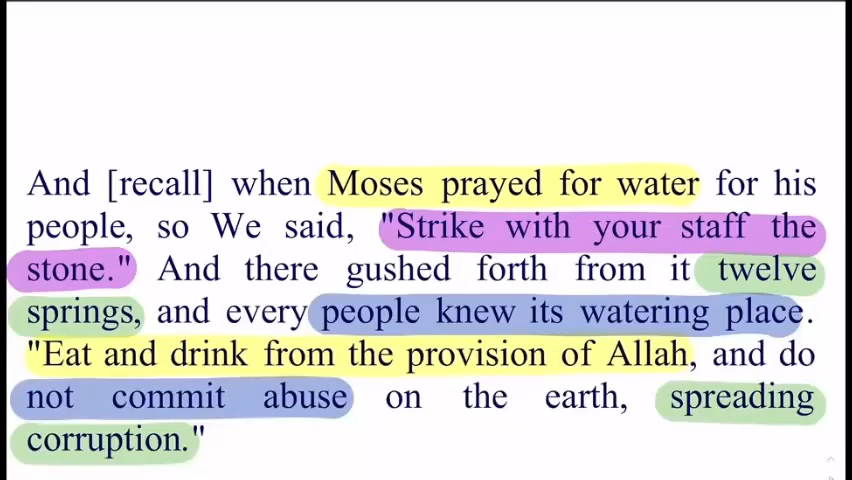 And [recall] when Moses prayed for water for his
people, so We said, "Strike with your staff the
stone." And there gushed forth from it twelve
springs, and every people knew its watering place.
"Eat and drink from the provision of Allah, and do
not commit abuse on the earth, spreading
corruption."